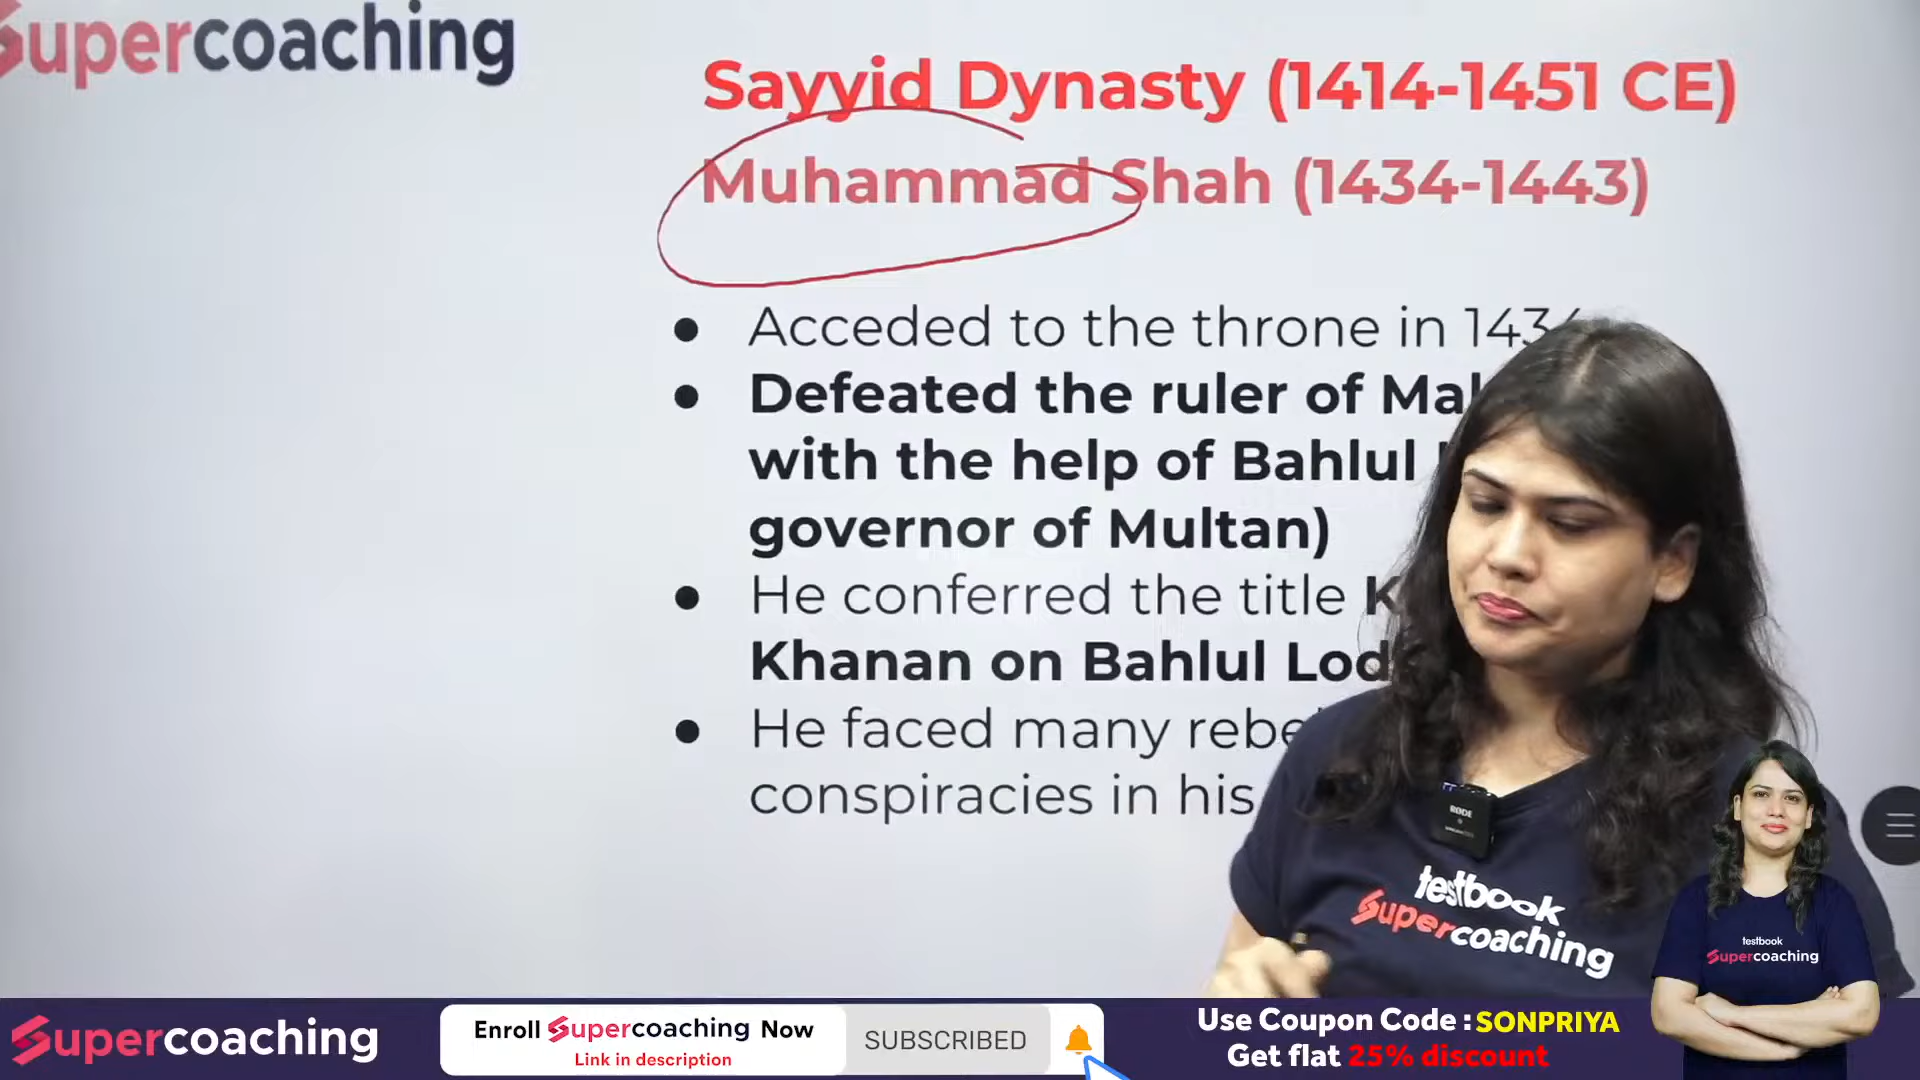 Supercoaching
Sayyid Dynasty (1414-1451 CE)
Muhammad Shah (1434-1443)
● Acceded to the throne in 1434
● Defeated the ruler of
with the help of Bahlul
governor of Multan)
● He conferred the title
Khanan on Bahlul Lodi
● He faced many
conspiracies in his
RØDE
testbook
Supercoaching
testbook
Supercoaching
Supercoaching
Enroll Supercoaching Now
Link in description
SUBSCRIBED
Use Coupon Code : SONPRIYA
Get flat 25% discount